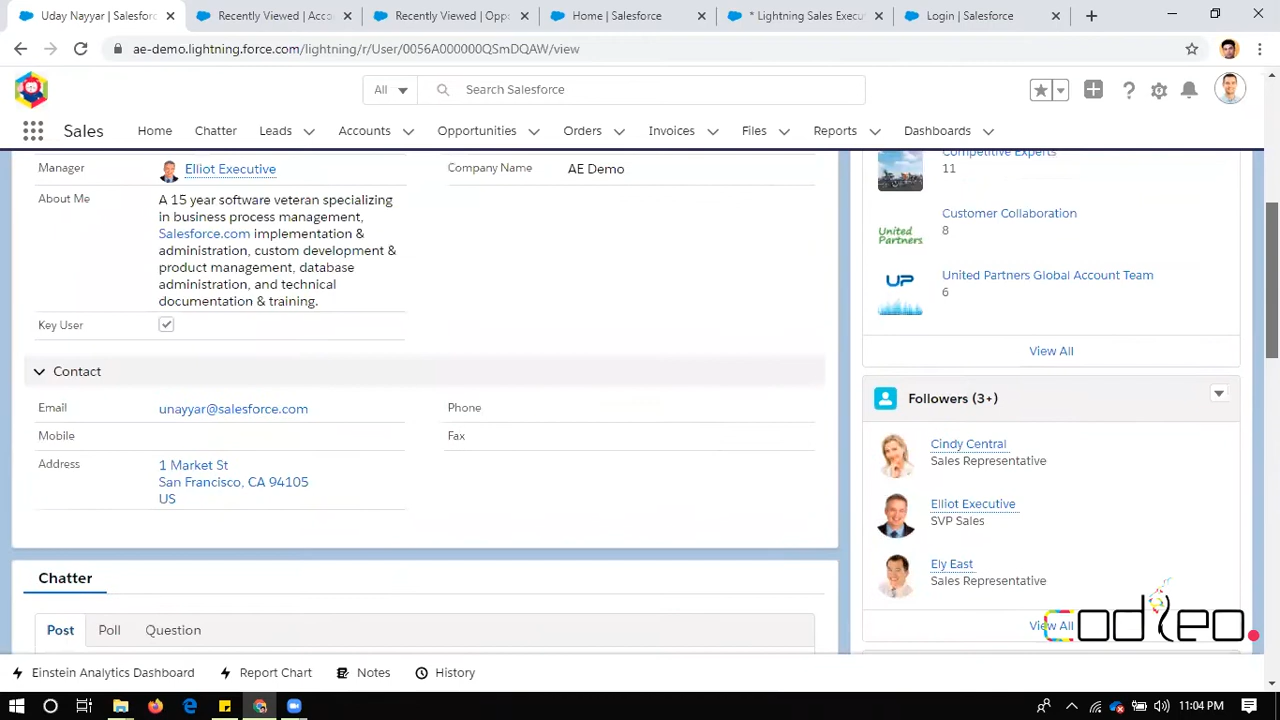 Uday Nayyar | Salesforc
Recently Viewed | Acco
Recently Viewed | Opp
Home | Salesforce
* Lightning Sales Execu
Login | Salesforce
ae-demo.lightning.force.com/lightning/r/User/0056A000000QSmDQAW/view
All
Search Salesforce
Sales
Home
Chatter
Leads
Accounts
Opportunities
Orders
Invoices
Files
Reports
Dashboards
Manager
Elliot Executive
Company Name
AE Demo
About Me
A 15 year software veteran specializing
in business process management,
Salesforce.com implementation &
administration, custom development &
product management, database
administration, and technical
documentation & training.
Key User
Contact
Email
unayyar@salesforce.com
Phone
Mobile
Fax
Address
1 Market St
San Francisco, CA 94105
US
Chatter
Post
Poll
Question
Competitive Experts
11
United Partners
Customer Collaboration
8
UP
United Partners Global Account Team
6
View All
Followers (3+)
Cindy Central
Sales Representative
Elliot Executive
SVP Sales
Ely East
Sales Representative
View All
codleo.
Einstein Analytics Dashboard
Report Chart
Notes
History
11:04 PM